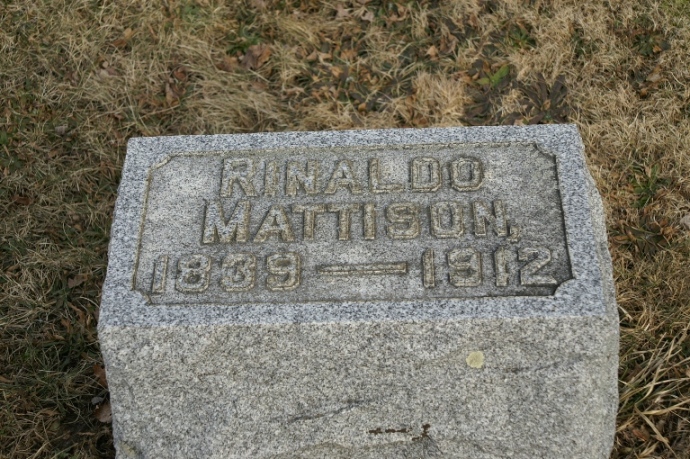 RINALDO
MATTISON,
1839 — 1912